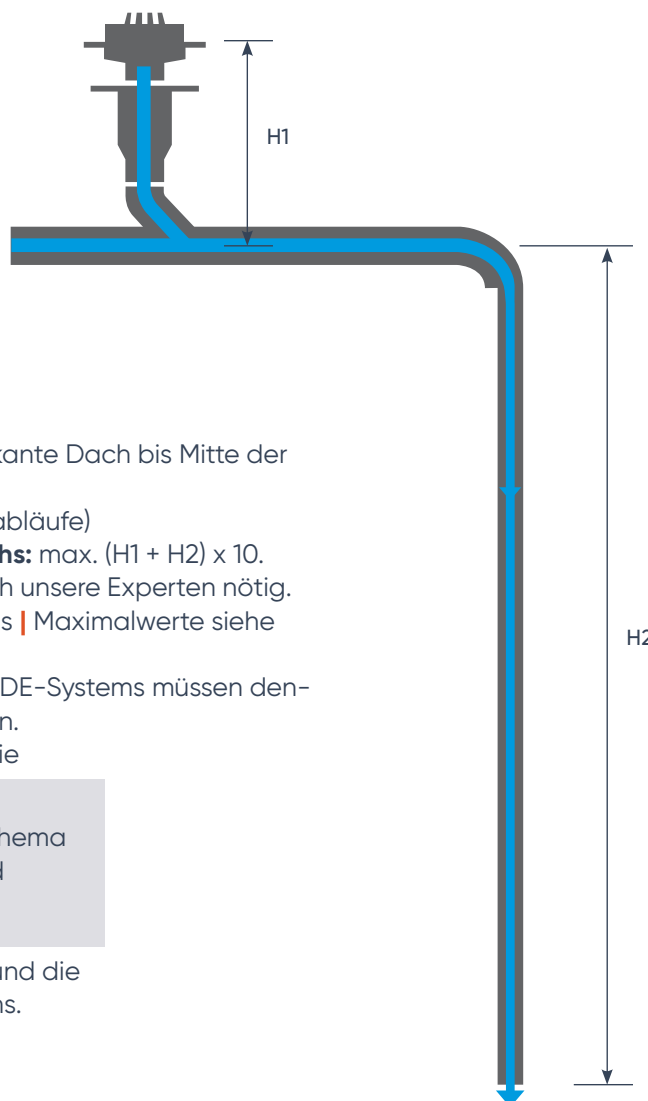 H1
kante Dach bis Mitte der
abläufe)
hs: max. (H1 + H2) x 10.
ch unsere Experten nötig.
s | Maximalwerte siehe
H2
DE-Systems müssen den-
n.
ie
hema
d
und die
ns.